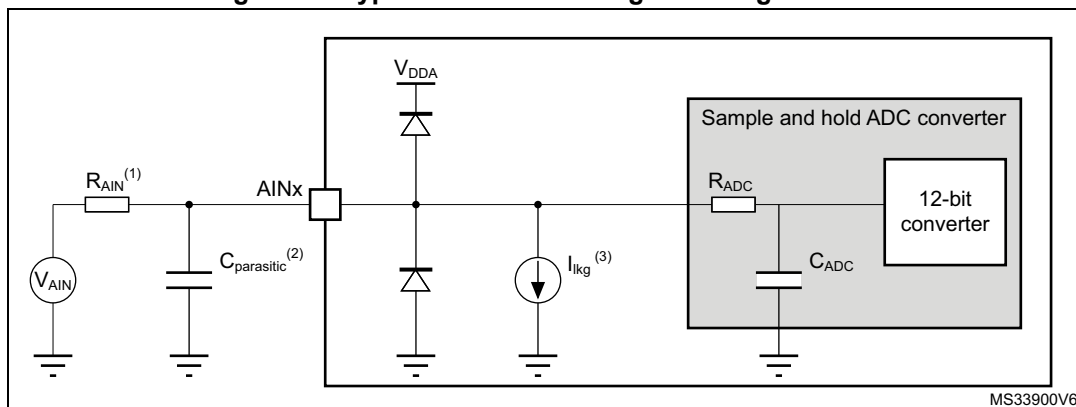 V_DDA
Sample and hold ADC converter
R_AIN(1)
AINx
R_ADC
12-bit
converter
C_parasitic(2)
I_lkg(3)
C_ADC
V_AIN
MS33900V6